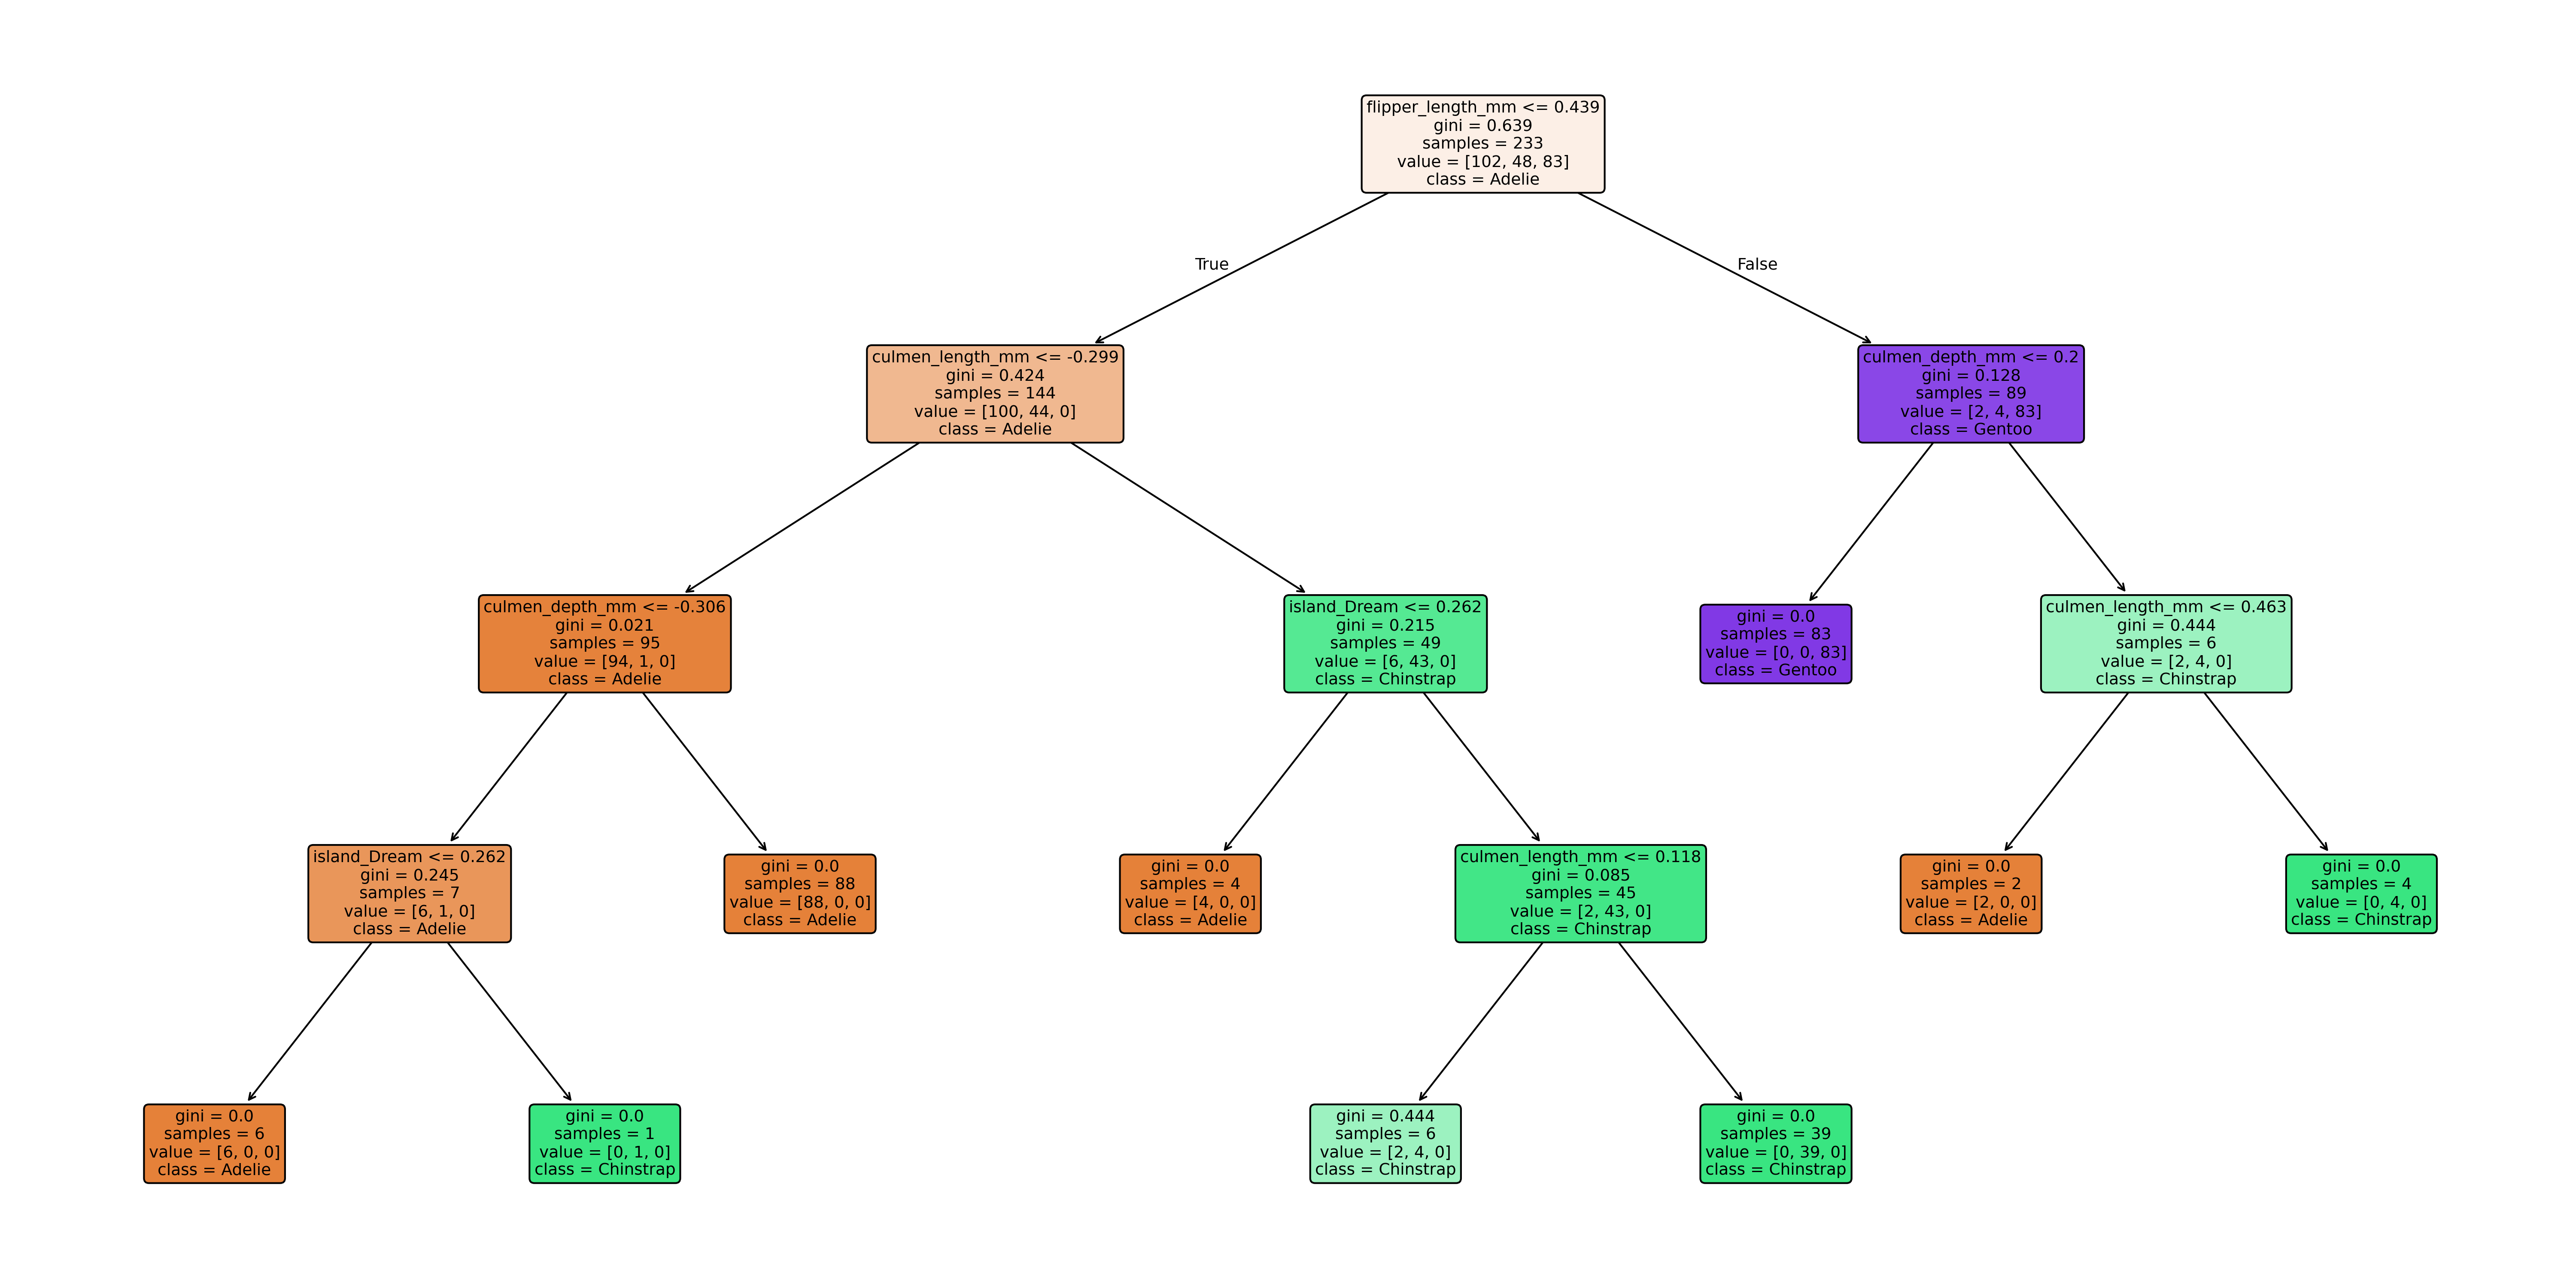 flipper_length_mm <= 0.439
gini = 0.639
samples = 233
value = [102, 48, 83]
class = Adelie
True
False
culmen_length_mm <= -0.299
gini = 0.424
samples = 144
value = [100, 44, 0]
class = Adelie
culmen_depth_mm <= 0.2
gini = 0.128
samples = 89
value = [2, 4, 83]
class = Gentoo
culmen_depth_mm <= -0.306
gini = 0.021
samples = 95
value = [94, 1, 0]
class = Adelie
island_Dream <= 0.262
gini = 0.215
samples = 49
value = [6, 43, 0]
class = Chinstrap
gini = 0.0
samples = 83
value = [0, 0, 83]
class = Gentoo
culmen_length_mm <= 0.463
gini = 0.444
samples = 6
value = [2, 4, 0]
class = Chinstrap
island_Dream <= 0.262
gini = 0.245
samples = 7
value = [6, 1, 0]
class = Adelie
gini = 0.0
samples = 88
value = [88, 0, 0]
class = Adelie
gini = 0.0
samples = 4
value = [4, 0, 0]
class = Adelie
culmen_length_mm <= 0.118
gini = 0.085
samples = 45
value = [2, 43, 0]
class = Chinstrap
gini = 0.0
samples = 2
value = [2, 0, 0]
class = Adelie
gini = 0.0
samples = 4
value = [0, 4, 0]
class = Chinstrap
gini = 0.0
samples = 6
value = [6, 0, 0]
class = Adelie
gini = 0.0
samples = 1
value = [0, 1, 0]
class = Chinstrap
gini = 0.444
samples = 6
value = [2, 4, 0]
class = Chinstrap
gini = 0.0
samples = 39
value = [0, 39, 0]
class = Chinstrap